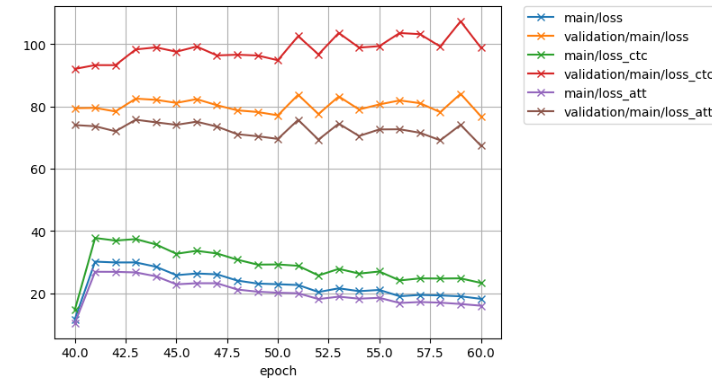 main/loss
validation/main/loss
main/loss_ctc
validation/main/loss_ctc
main/loss_att
validation/main/loss_att
100
80
60
40
20
40.0 42.5 45.0 47.5 50.0 52.5 55.0 57.5 60.0
epoch